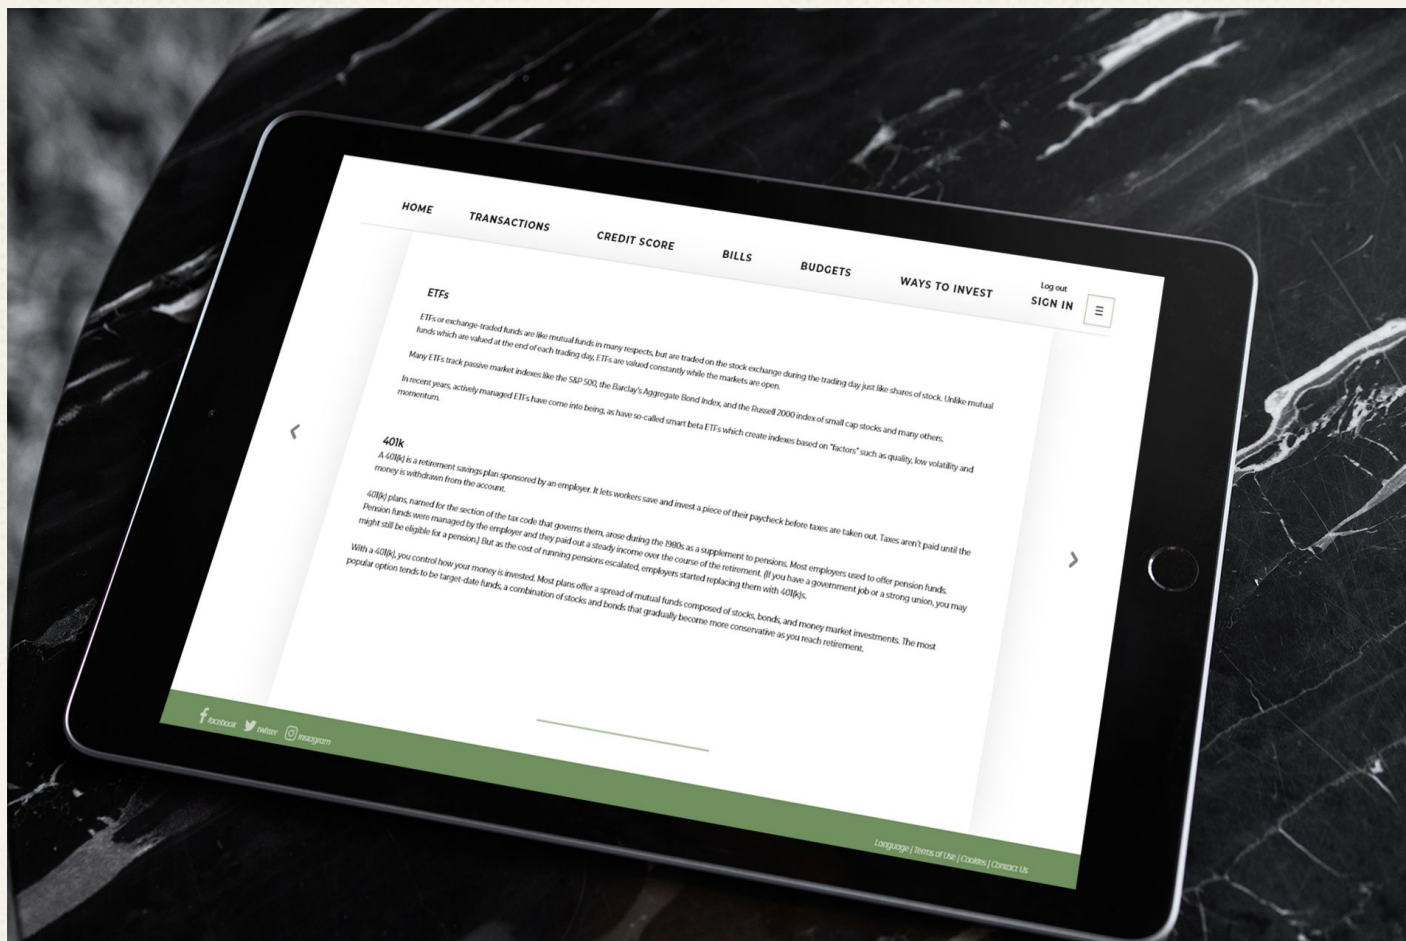 HOME TRANSACTIONS CREDIT SCORE BILLS BUDGETS WAYS TO INVEST Log out
SIGN IN
ETFs
ETFs or exchange-traded funds are like mutual funds in many respects, but are traded on the stock exchange during the trading day just like shares of stock. Unlike mutual
funds which are valued at the end of each trading day, ETFs are valued constantly while the markets are open.
Many ETFs track passive market indexes like the S&P 500, the Barclay's Aggregate Bond Index, and the Russell 2000 index of small cap stocks and many others.
In recent years, actively managed ETFs have come into being, as have so-called smart beta ETFs which create indexes based on "factors" such as quality, low volatility and
momentum.
401k
A 401(k) is a retirement savings plan sponsored by an employer. It lets workers save and invest a piece of their paycheck before taxes are taken out. Taxes aren't paid until the
money is withdrawn from the account.
401(k) plans, named for the section of the tax code that governs them, arose during the 1980s as a supplement to pensions. Most employers used to offer pension funds.
Pension funds were managed by the employer and they paid out a steady income over the course of the retirement. (If you have a government job or a strong union, you may
might still be eligible for a pension.) But as the cost of running pensions escalated, employers started replacing them with 401(k)s.
With a 401(k), you control how your money is invested. Most plans offer a spread of mutual funds composed of stocks, bonds, and money market investments. The most
popular option tends to be target-date funds, a combination of stocks and bonds that gradually become more conservative as you reach retirement.
facebook twitter Instagram
Language | Terms of Use | Cookies | Contact Us